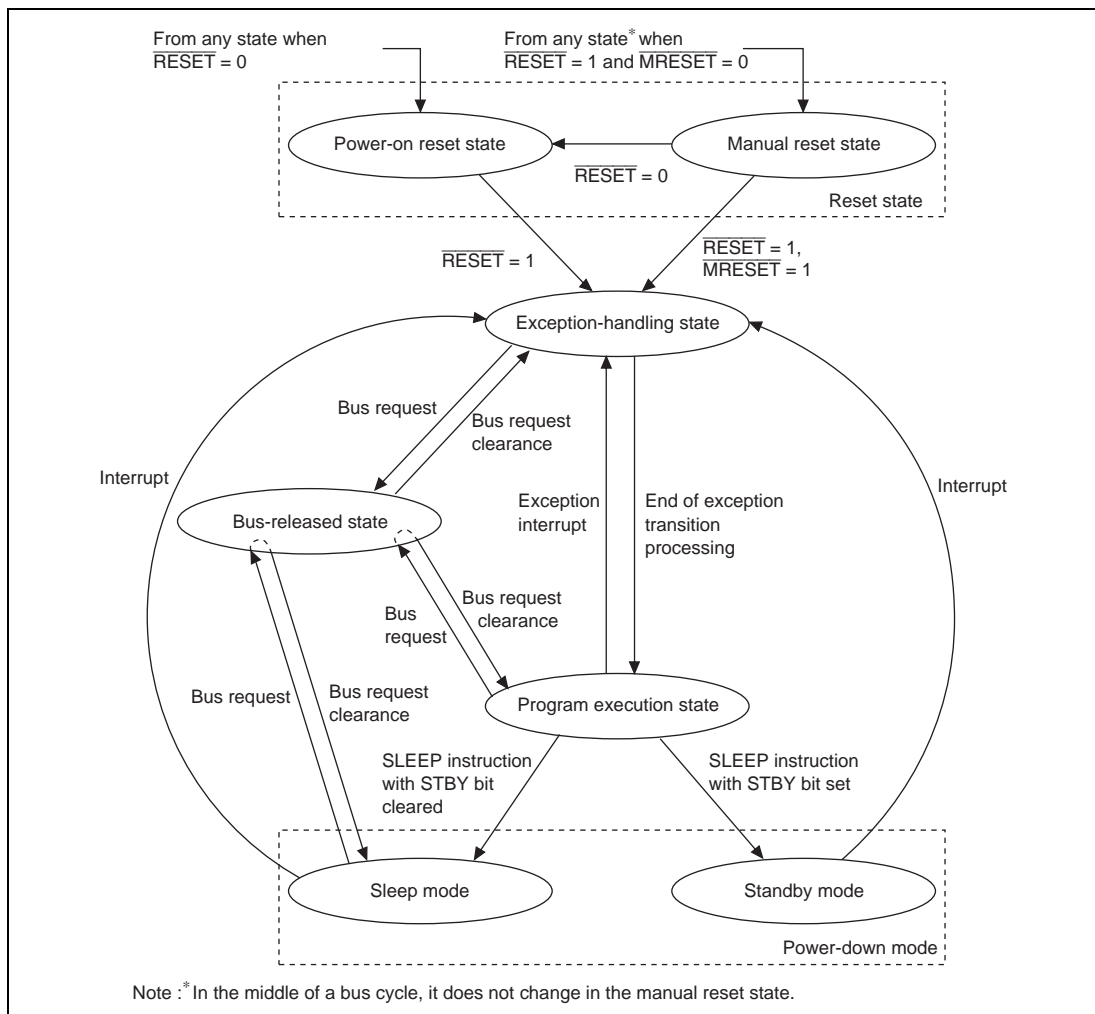 From any state when
RESET = 0
From any state* when
RESET = 1 and MRESET = 0
Power-on reset state
Manual reset state
RESET = 0
Reset state
RESET = 1
RESET = 1,
MRESET = 1
Exception-handling state
Bus request
Bus request
clearance
Interrupt
Interrupt
Exception
interrupt
End of exception
transition
processing
Bus-released state
Bus request
clearance
Bus
request
Bus request
Bus request
clearance
Program execution state
SLEEP instruction
with STBY bit
cleared
SLEEP instruction
with STBY bit set
Sleep mode
Standby mode
Power-down mode
Note :* In the middle of a bus cycle, it does not change in the manual reset state.